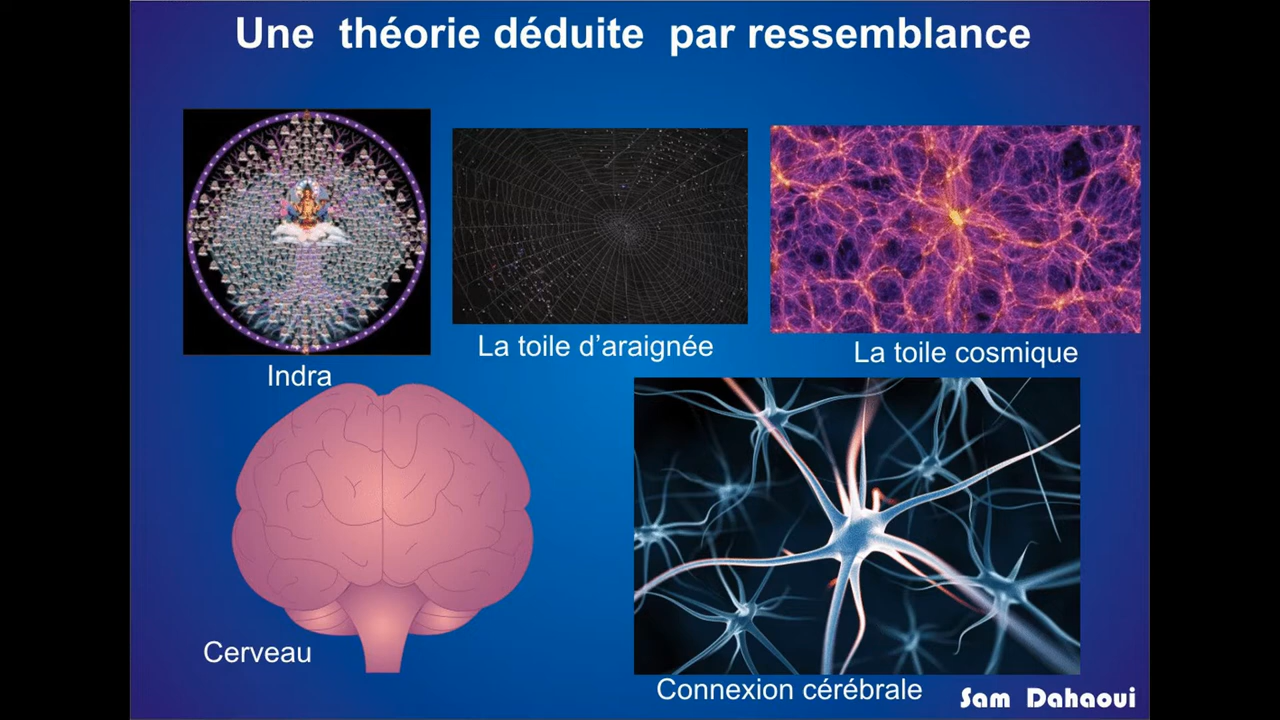 Une théorie déduite par ressemblance
Indra
La toile d’araignée
La toile cosmique
Cerveau
Connexion cérébrale
Sam Dahaoui